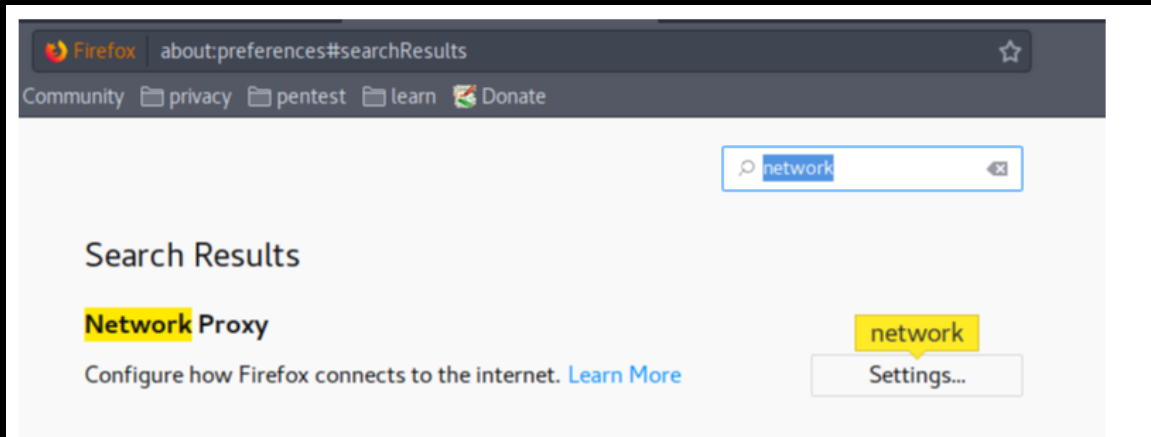 Firefox about:preferences#searchResults
Community privacy pentest learn Donate
network
Search Results
Network Proxy
network
Configure how Firefox connects to the internet. Learn More
Settings...